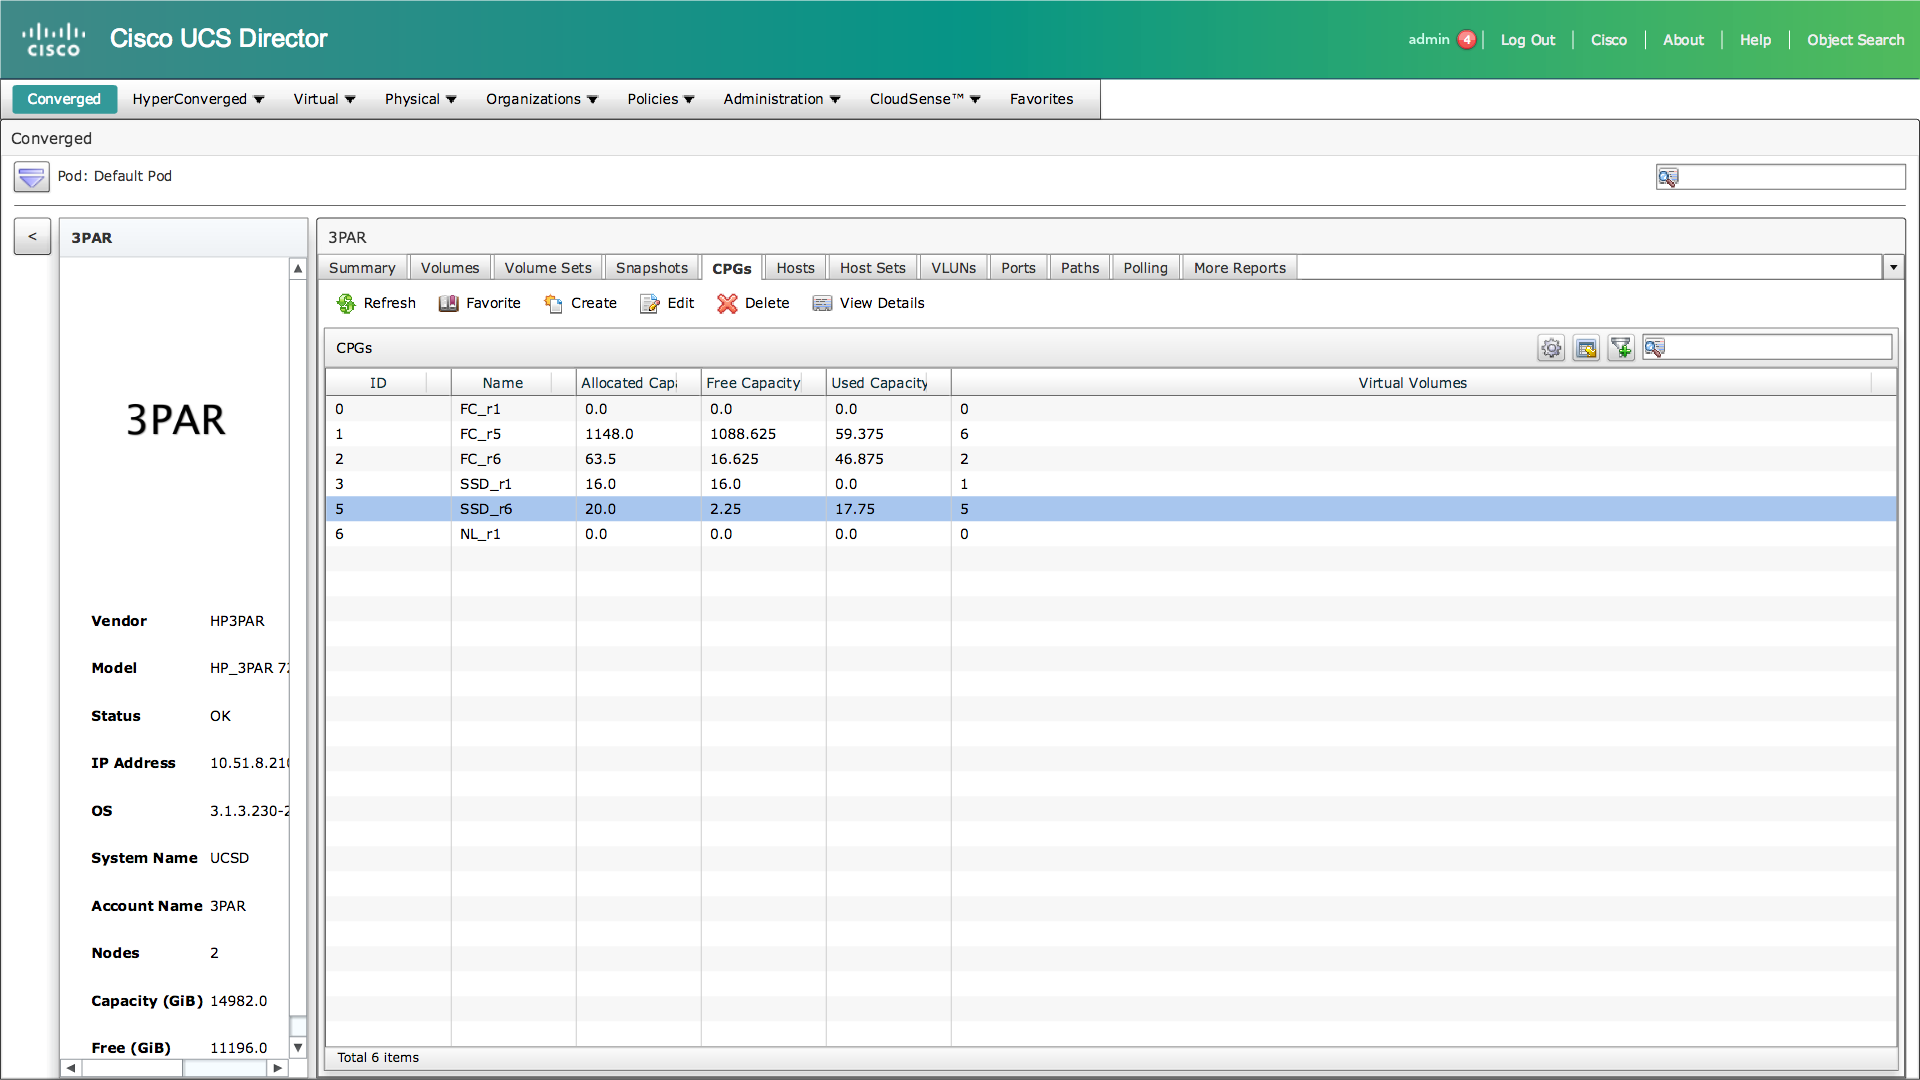 cisco Cisco UCS Director admin 4 Log Out Cisco About Help Object Search
Converged HyperConverged Virtual Physical Organizations Policies Administration CloudSense™ Favorites
Converged
Pod: Default Pod
< 3PAR
3PAR
Vendor HP3PAR
Model HP_3PAR 72
Status OK
IP Address 10.51.8.210
OS 3.1.3.230-2
System Name UCSD
Account Name 3PAR
Nodes 2
Capacity (GiB) 14982.0
Free (GiB) 11196.0
3PAR
Summary Volumes Volume Sets Snapshots CPGs Hosts Host Sets VLUNs Ports Paths Polling More Reports
Refresh Favorite Create Edit Delete View Details
CPGs
ID Name Allocated Capa Free Capacity Used Capacity Virtual Volumes
0 FC_r1 0.0 0.0 0.0 0
1 FC_r5 1148.0 1088.625 59.375 6
2 FC_r6 63.5 16.625 46.875 2
3 SSD_r1 16.0 16.0 0.0 1
5 SSD_r6 20.0 2.25 17.75 5
6 NL_r1 0.0 0.0 0.0 0
Total 6 items